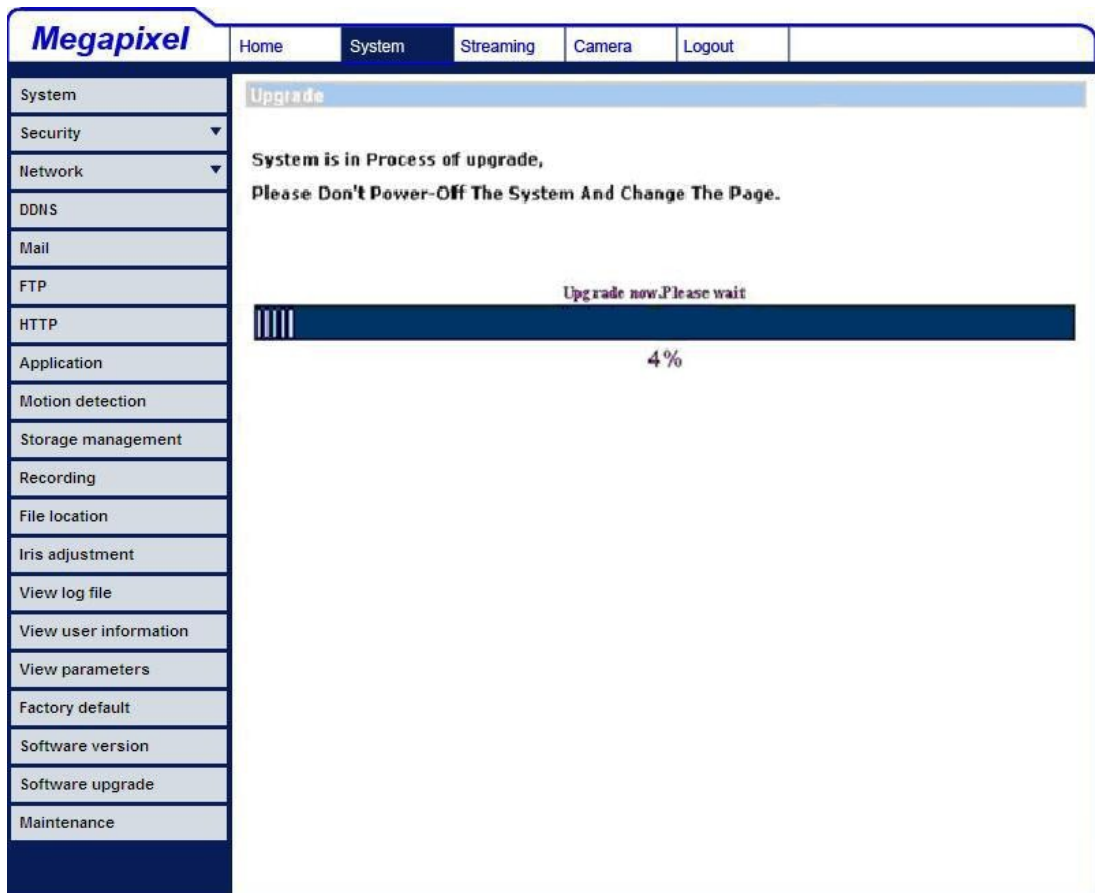 Megapixel
Home System Streaming Camera Logout
System
Security
Network
DDNS
Mail
FTP
HTTP
Application
Motion detection
Storage management
Recording
File location
Iris adjustment
View log file
View user information
View parameters
Factory default
Software version
Software upgrade
Maintenance
Upgrade
System is in Process of upgrade,
Please Don't Power-Off The System And Change The Page.
Upgrade now.Please wait
4%